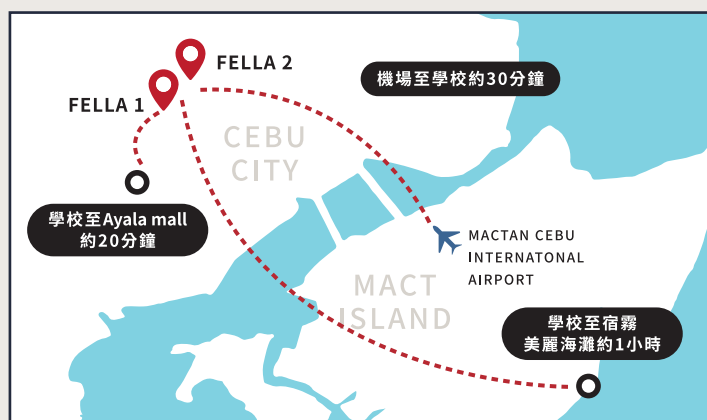 FELLA 2
機場至學校約30分鐘
FELLA 1
CEBU
CITY
學校至Ayala mall
約20分鐘
MACTAN CEBU
INTERNATONAL
AIRPORT
MACT
ISLAND
學校至宿霧
美麗海灘約1小時